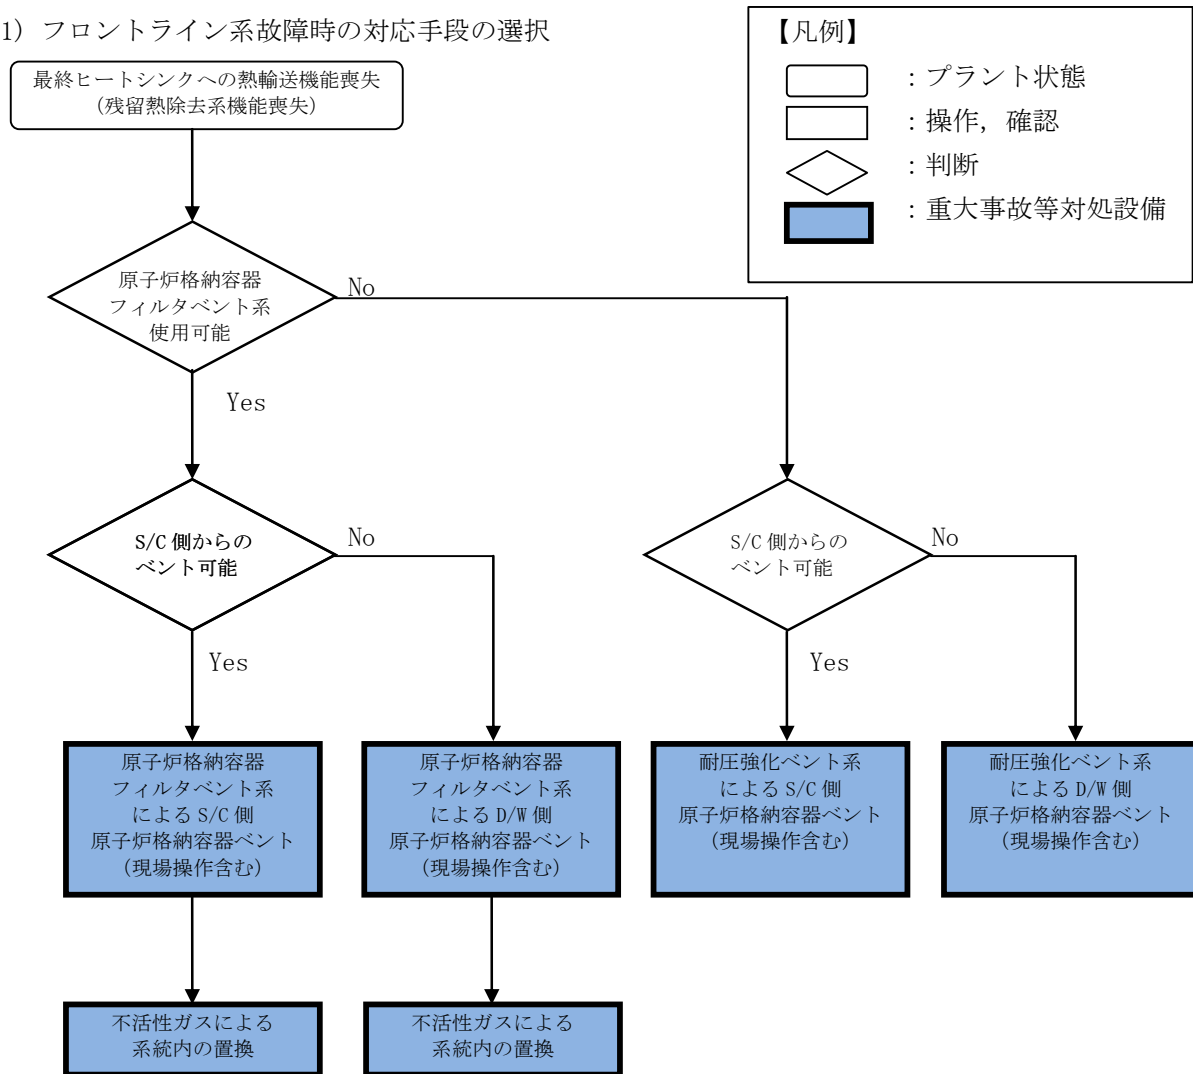 1) フロントライン系故障時の対応手段の選択
【凡例】
：プラント状態
：操作，確認
：判断
：重大事故等対処設備
最終ヒートシンクへの熱輸送機能喪失
(残留熱除去系機能喪失)
原子炉格納容器
フィルタベント系
使用可能
No
Yes
S/C 側からの
ベント可能
No
Yes
S/C 側からの
ベント可能
No
Yes
原子炉格納容器
フィルタベント系
による S/C 側
原子炉格納容器ベント
(現場操作含む)
原子炉格納容器
フィルタベント系
による D/W 側
原子炉格納容器ベント
(現場操作含む)
耐圧強化ベント系
による S/C 側
原子炉格納容器ベント
(現場操作含む)
耐圧強化ベント系
による D/W 側
原子炉格納容器ベント
(現場操作含む)
不活性ガスによる
系統内の置換
不活性ガスによる
系統内の置換